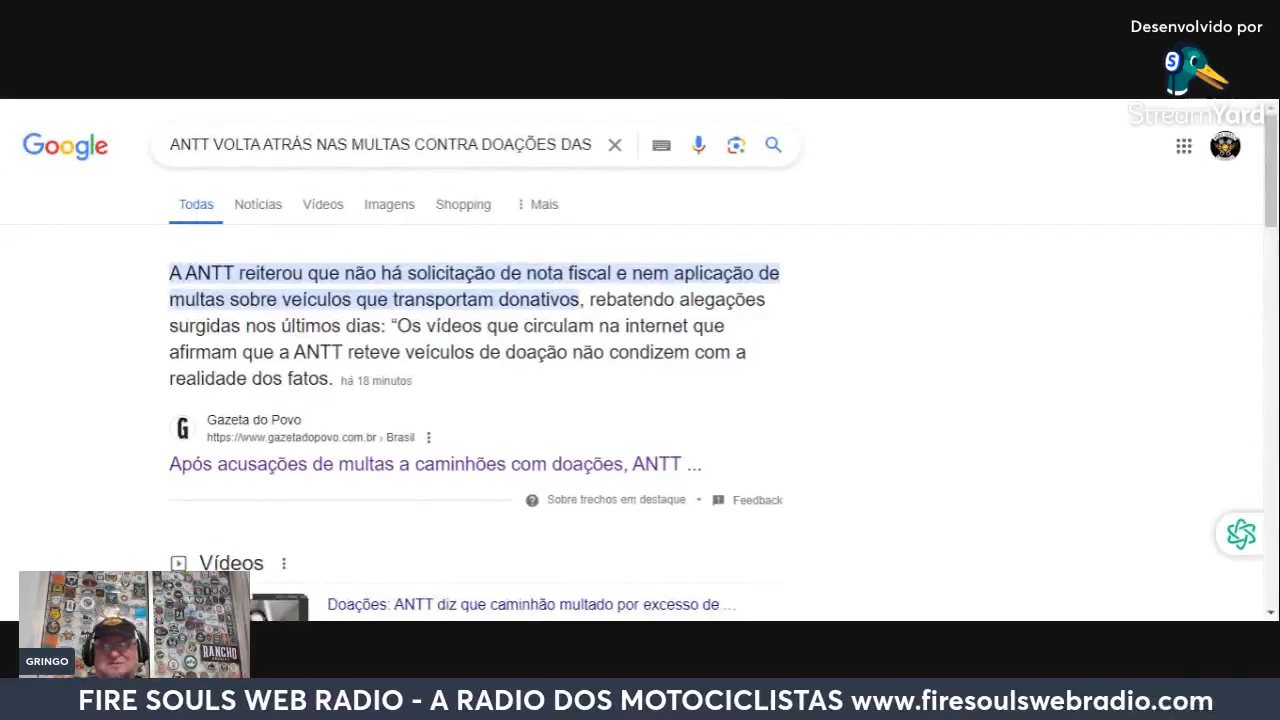 Desenvolvido por
S
StreamYard
Google
ANTT VOLTA ATRÁS NAS MULTAS CONTRA DOAÇÕES DAS
Todas Notícias Vídeos Imagens Shopping Mais
A ANTT reiterou que não há solicitação de nota fiscal e nem aplicação de
multas sobre veículos que transportam donativos, rebatendo alegações
surgidas nos últimos dias: “Os vídeos que circulam na internet que
afirmam que a ANTT reteve veículos de doação não condizem com a
realidade dos fatos. há 18 minutos
G
Gazeta do Povo
https://www.gazetadopovo.com.br › Brasil
Após acusações de multas a caminhões com doações, ANTT ...
Sobre trechos em destaque • Feedback
Vídeos
Doações: ANTT diz que caminhão multado por excesso de ...
RANCHO
GRINGO
FIRE SOULS WEB RADIO - A RADIO DOS MOTOCICLISTAS www.firesoulswebradio.com